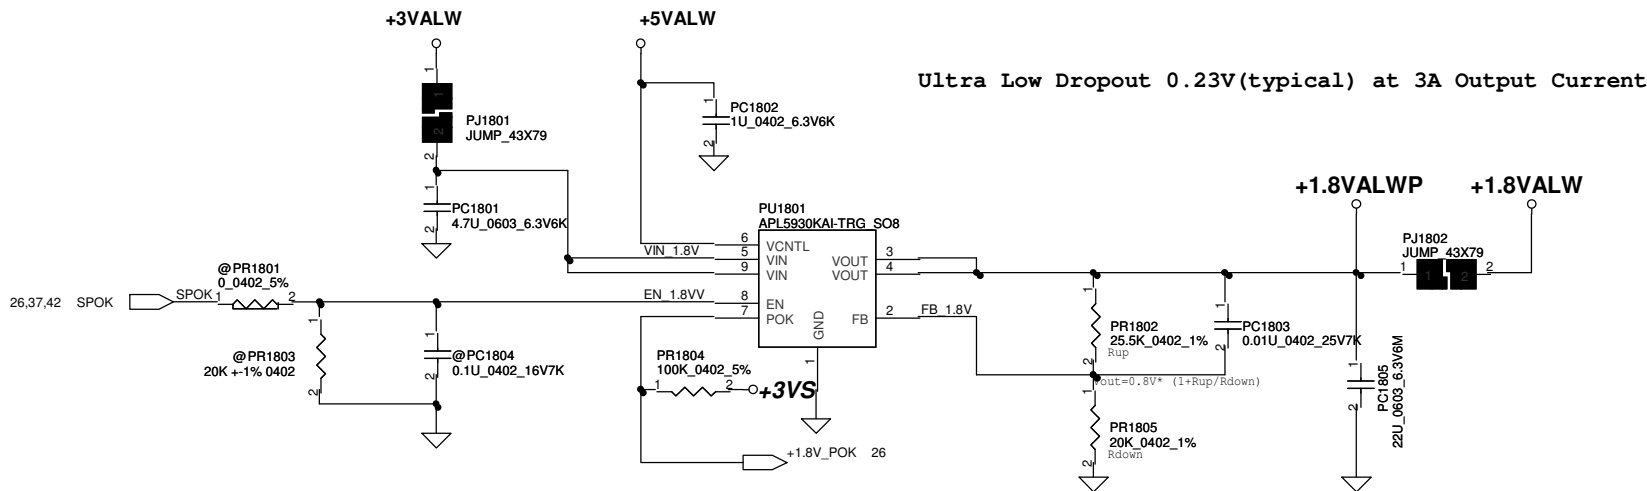 +3VALW
+5VALW
Ultra Low Dropout 0.23V(typical) at 3A Output Current
1
1
2
PJ1801
JUMP_43X79
2
1
2
PC1802
1U_0402_6.3V6K
1
2
PC1801
4.7U_0603_6.3V6K
+1.8VALWP
+1.8VALW
PU1801
APL5930KAI-TRG_SO8
VIN_1.8V
6
5
9
VCNTL
VIN
VIN
VOUT
VOUT
3
4
PJ1802
JUMP_43X79
1
1
2
2
@PR1801
0_0402_5%
26,37,42 SPOK
SPOK
1
2
EN_1.8VV
8
7
EN
POK
GND
FB
2
FB_1.8V
1
1
2
@PR1803
20K +-1% 0402
1
2
@PC1804
0.1U_0402_16V7K
PR1804
100K_0402_5%
1
2
+3VS
1
2
PR1802
25.5K_0402_1%
Rup
1
2
PC1803
0.01U_0402_25V7K
Vout=0.8V* (1+Rup/Rdown)
1
2
PR1805
20K_0402_1%
Rdown
1
2
PC1805
22U_0603_6.3V6M
+1.8V_POK 26